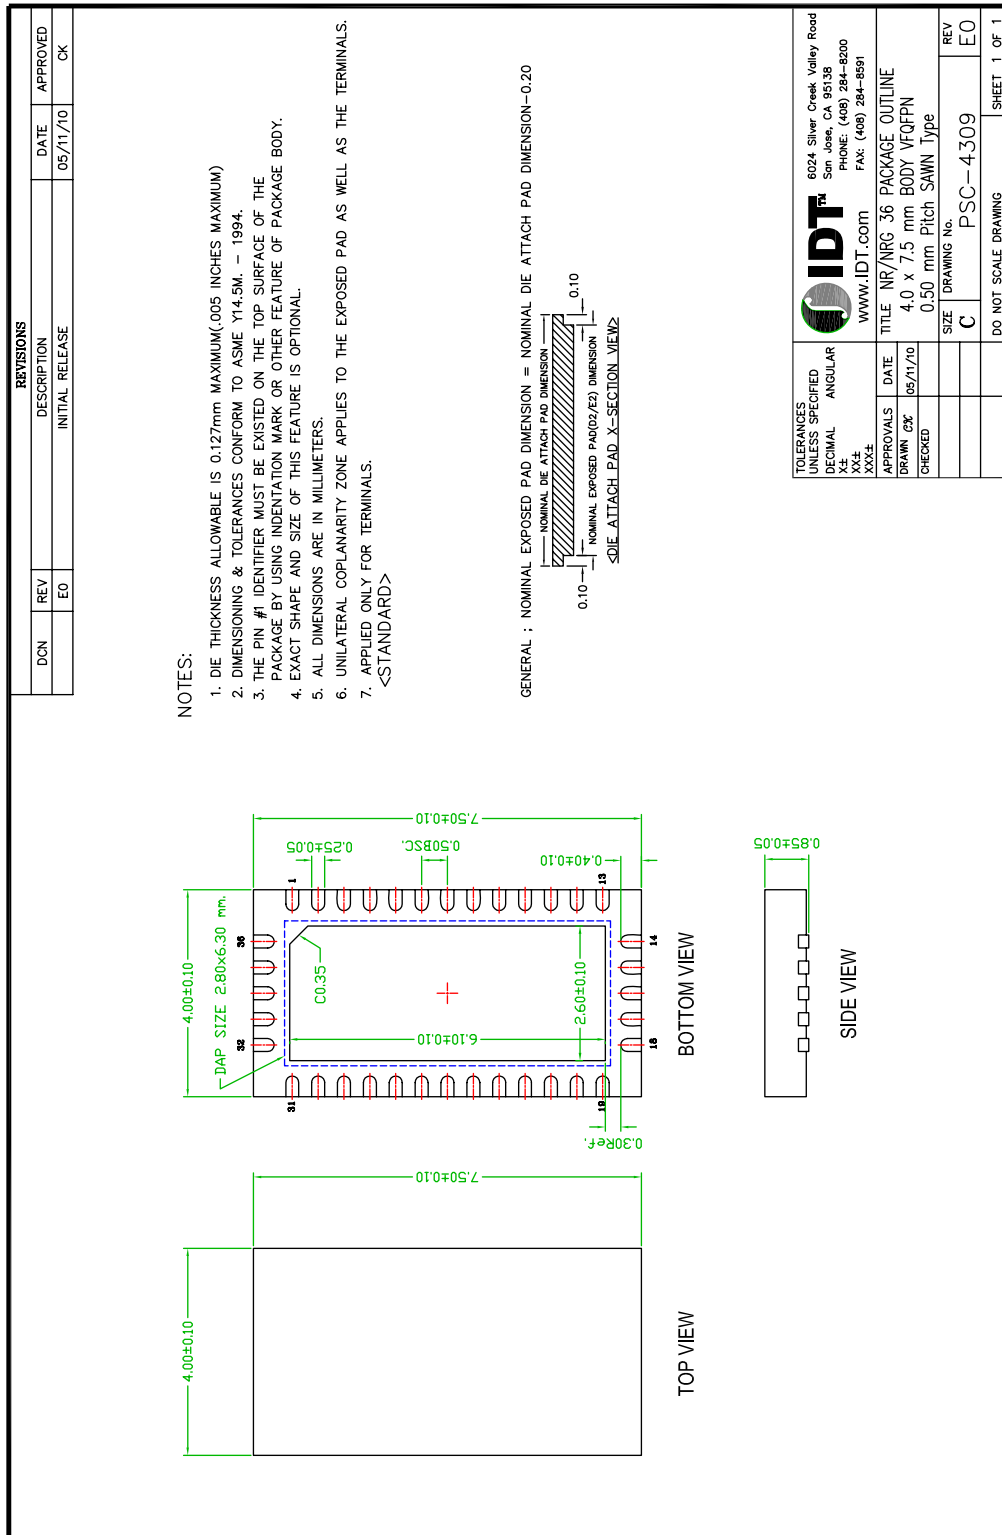 REVISIONS
DCN REV DESCRIPTION DATE APPROVED
E0 INITIAL RELEASE 05/11/10 CK
NOTES:
1. DIE THICKNESS ALLOWABLE IS 0.127mm MAXIMUM(.005 INCHES MAXIMUM)
2. DIMENSIONING & TOLERANCES CONFORM TO ASME Y14.5M. – 1994.
3. THE PIN #1 IDENTIFIER MUST BE EXISTED ON THE TOP SURFACE OF THE
PACKAGE BY USING INDENTATION MARK OR OTHER FEATURE OF PACKAGE BODY.
4. EXACT SHAPE AND SIZE OF THIS FEATURE IS OPTIONAL.
5. ALL DIMENSIONS ARE IN MILLIMETERS.
6. UNILATERAL COPLANARITY ZONE APPLIES TO THE EXPOSED PAD AS WELL AS THE TERMINALS.
7. APPLIED ONLY FOR TERMINALS.
<STANDARD>
GENERAL ; NOMINAL EXPOSED PAD DIMENSION = NOMINAL DIE ATTACH PAD DIMENSION-0.20
NOMINAL DIE ATTACH PAD DIMENSION
0.10
0.10
NOMINAL EXPOSED PAD(D2/E2) DIMENSION
<DIE ATTACH PAD X-SECTION VIEW>
4.00±0.10
7.50±0.10
TOP VIEW
4.00±0.10
DAP SIZE 2.80x6.30 mm.
7.50±0.10
0.25±0.05
0.50BSC.
0.40±0.10
32
36
31
1
C0.35
6.10±0.10
2.60±0.10
19
13
18
14
0.30Ref.
BOTTOM VIEW
0.85±0.05
SIDE VIEW
TOLERANCES
UNLESS SPECIFIED
DECIMAL ANGULAR
X±
XX±
XXX±
APPROVALS DATE
DRAWN CK 05/11/10
CHECKED
IDT TM
www.IDT.com
6024 Silver Creek Valley Road
San Jose, CA 95138
PHONE: (408) 284-8200
FAX: (408) 284-8591
TITLE NR/NRG 36 PACKAGE OUTLINE
4.0 x 7.5 mm BODY VFQFPN
0.50 mm Pitch SAWN Type
SIZE DRAWING No. REV
C PSC-4309 E0
DO NOT SCALE DRAWING SHEET 1 OF 1